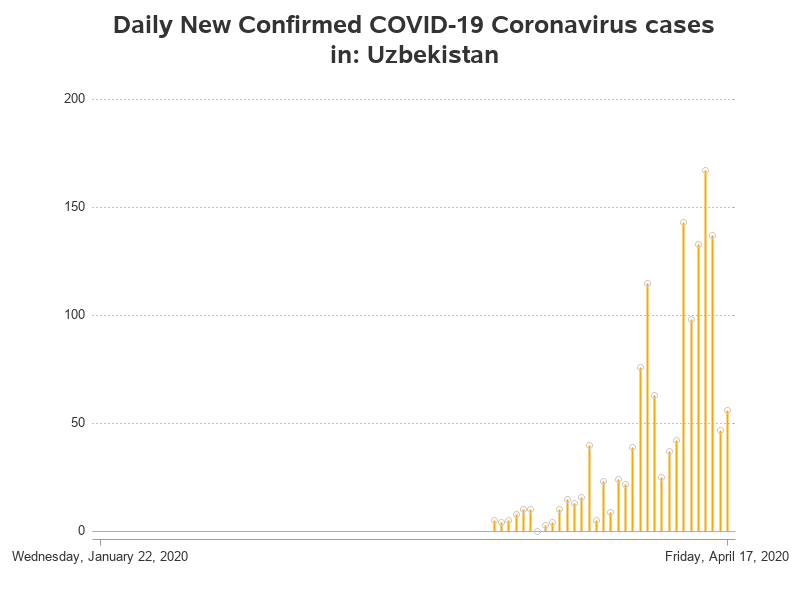 Daily New Confirmed COVID-19 Coronavirus cases
in: Uzbekistan
200
150
100
50
0
Wednesday, January 22, 2020 Friday, April 17, 2020